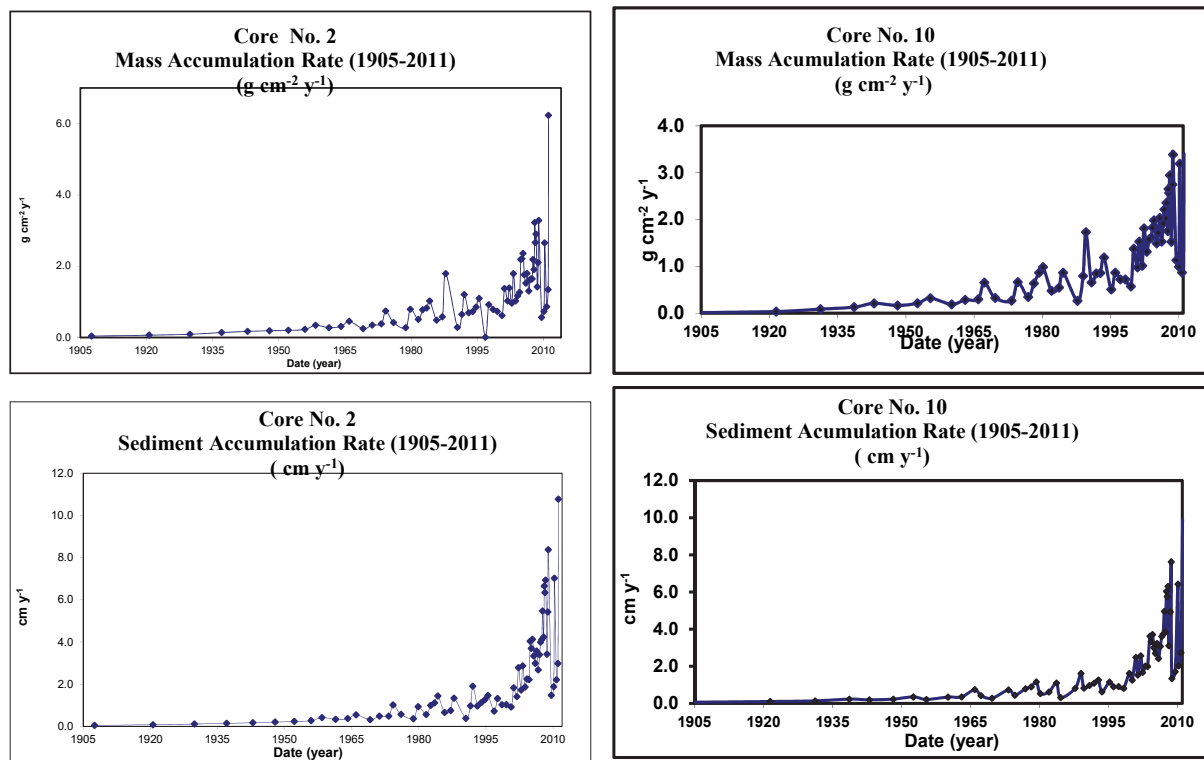 Core No. 2
Mass Accumulation Rate (1905-2011)
(g cm-2 y-1)
6.0
4.0
2.0
0.0
g cm-2 y-1
1905 1920 1935 1950 1965 1980 1995 2010
Date (year)
Core No. 10
Mass Acumulation Rate (1905-2011)
(g cm-2 y-1)
4.0
3.0
2.0
1.0
0.0
g cm-2 y-1
1905 1920 1935 1950 1965 1980 1995 2010
Date (year)
Core No. 2
Sediment Accumulation Rate (1905-2011)
( cm y-1)
12.0
10.0
8.0
6.0
4.0
2.0
0.0
cm y-1
1905 1920 1935 1950 1965 1980 1995 2010
Date (year)
Core No. 10
Sediment Acumulation Rate (1905-2011)
( cm y-1)
12.0
10.0
8.0
6.0
4.0
2.0
0.0
cm y-1
1905 1920 1935 1950 1965 1980 1995 2010
Date (year)